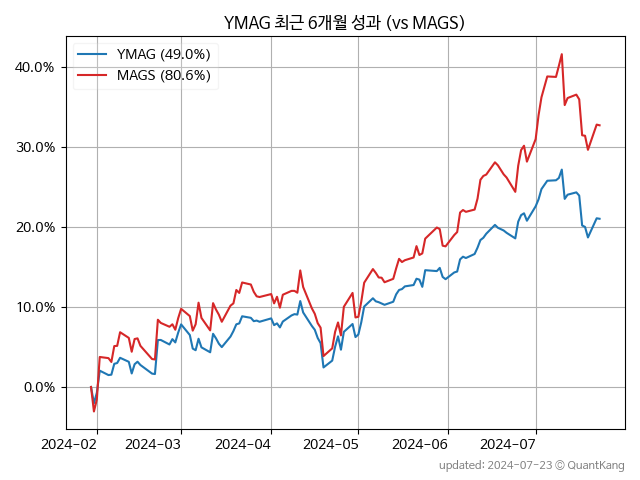 YMAG 최근 6개월 성과 (vs MAGS)
YMAG (49.0%)
MAGS (80.6%)
40.0%
30.0%
20.0%
10.0%
0.0%
2024-02 2024-03 2024-04 2024-05 2024-06 2024-07
updated: 2024-07-23 © QuantKang